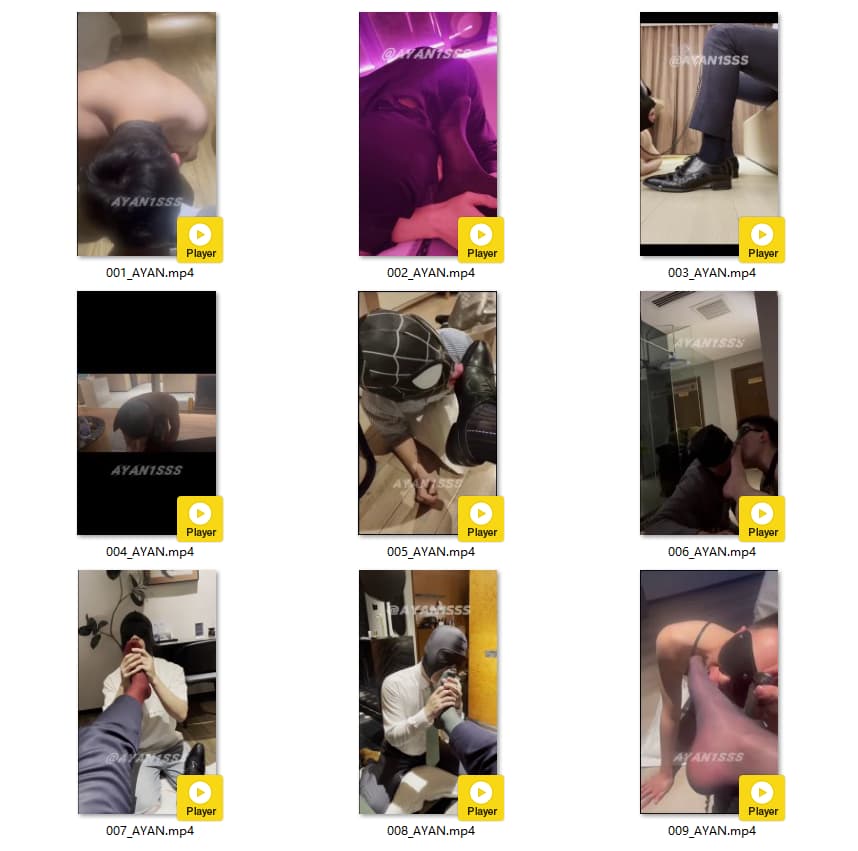 @AYAN1SSS
@AYAN1SSS
AYAN1SSS
Player
Player
Player
001_AYAN.mp4
002_AYAN.mp4
003_AYAN.mp4
AYAN1SSS
AYAN1SSS
AYAN1SSS
Player
Player
Player
004_AYAN.mp4
005_AYAN.mp4
006_AYAN.mp4
@AYAN1SSS
@AYAN1SSS
AYAN1SSS
Player
Player
Player
007_AYAN.mp4
008_AYAN.mp4
009_AYAN.mp4